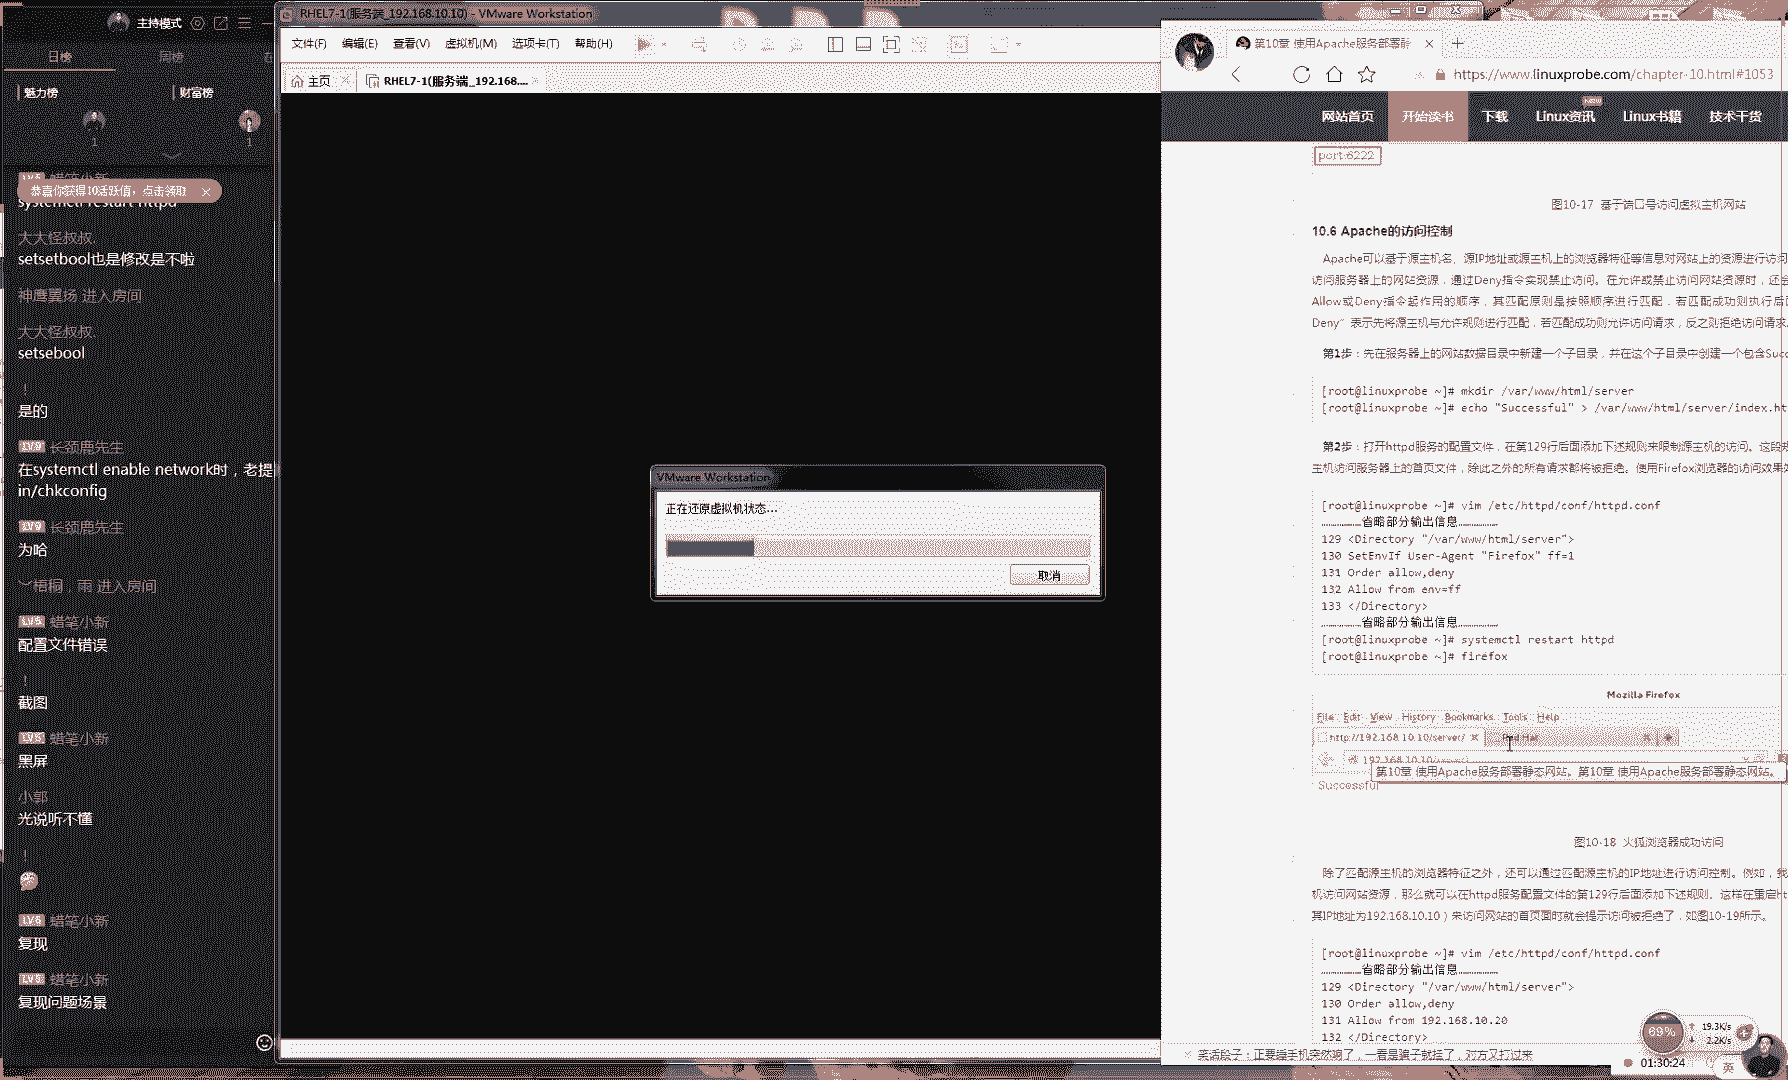 主持模式
日榜
周榜
魅力榜
财富榜
1
1
LV5 蜡笔小新
恭喜你获得10活跃值，点击领取
systemctl restart httpd
大大怪叔叔.
setsetbool也是修改是不啦
神鹰翼扬 进入房间
大大怪叔叔.
setsebool
!
是的
LV9 长颈鹿先生
在systemctl enable network时，老提
in/chkconfig
LV9 长颈鹿先生
为哈
梧桐，雨 进入房间
LV5 蜡笔小新
配置文件错误
!
截图
LV5 蜡笔小新
黑屏
小郭
光说听不懂
!
LV5 蜡笔小新
复现
LV5 蜡笔小新
复现问题场景
RHEL7-1(服务端_192.168.10.10) - VMware Workstation
文件(F) 编辑(E) 查看(V) 虚拟机(M) 选项卡(T) 帮助(H)
主页
RHEL7-1(服务端_192.168....
VMware Workstation
正在还原虚拟机状态...
取消
第10章 使用Apache服务部署静
https://www.linuxprobe.com/chapter-10.html#1053
网站首页 开始读书 下载 Linux资讯 Linux书籍 技术干货
NEW
port:6222
图10-17 基于端口号访问虚拟主机网站
10.6 Apache的访问控制
Apache可以基于源主机名、源IP地址或源主机上的浏览器特征等信息对网站上的资源进行访问
访问服务器上的网站资源，通过Deny指令实现禁止访问。在允许或禁止访问网站资源时，还会
Allow或Deny指令起作用的顺序，其匹配原则是按照顺序进行匹配，若匹配成功则执行后面
Deny”表示先将源主机与允许规则进行匹配，若匹配成功则允许访问请求，反之则拒绝访问请求。
第1步：先在服务器上的网站数据目录中新建一个子目录，并在这个子目录中创建一个包含Suc
[root@linuxprobe ~]# mkdir /var/www/html/server
[root@linuxprobe ~]# echo "Successful" > /var/www/html/server/index.ht
第2步：打开httpd服务的配置文件，在第129行后面添加下述规则来限制源主机的访问。这段规
主机访问服务器上的首页文件，除此之外的所有请求都将被拒绝。使用Firefox浏览器的访问效果如
[root@linuxprobe ~]# vim /etc/httpd/conf/httpd.conf
………………省略部分输出信息………………
129 <Directory "/var/www/html/server">
130 SetEnvIf User-Agent "Firefox" ff=1
131 Order allow,deny
132 Allow from env=ff
133 </Directory>
………………省略部分输出信息………………
[root@linuxprobe ~]# systemctl restart httpd
[root@linuxprobe ~]# firefox
Mozilla Firefox
File Edit View History Bookmarks Tools Help
http://192.168.10.10/server/
Red Hat
192.168.10.10/server/
第10章 使用Apache服务部署静态网站。第10章 使用Apache服务部署静态网站。
Successful
图10-18 火狐浏览器成功访问
除了匹配源主机的浏览器特征之外，还可以通过匹配源主机的IP地址进行访问控制。例如，我
机访问网站资源，那么就可以在httpd服务配置文件的第129行后面添加下述规则。这样在重启ht
其IP地址为192.168.10.10）来访问网站的首页面时就会提示访问被拒绝了，如图10-19所示。
[root@linuxprobe ~]# vim /etc/httpd/conf/httpd.conf
………………省略部分输出信息………………
129 <Directory "/var/www/html/server">
130 Order allow,deny
131 Allow from 192.168.10.20
132 </Directory>
笑话段子：正要睡手机突然响了，一看是骗子就挂了，对方又打过来
69%
19.3K/s
2.2K/s
01:30:24
英